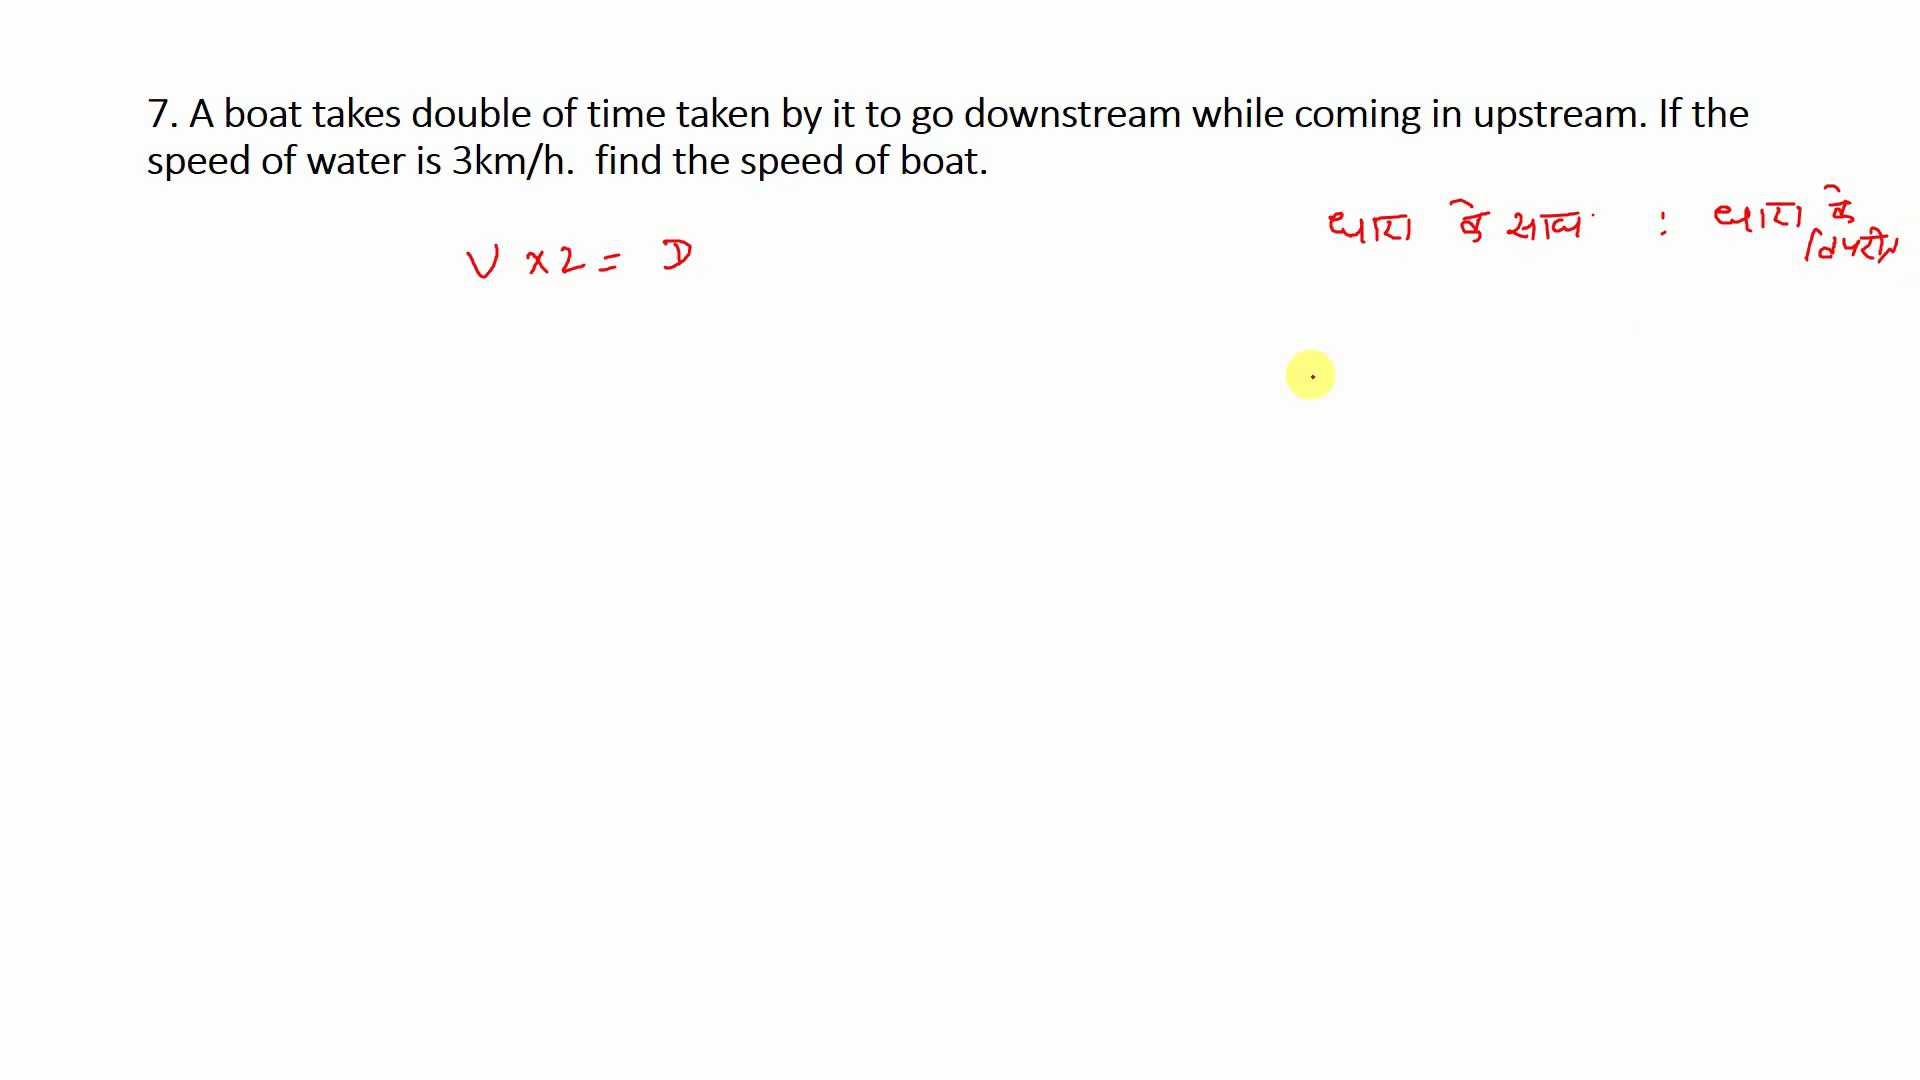 7. A boat takes double of time taken by it to go downstream while coming in upstream. If the
speed of water is 3km/h.  find the speed of boat.
धारा के साथ : धारा के
विपरीत
U x 2 = D